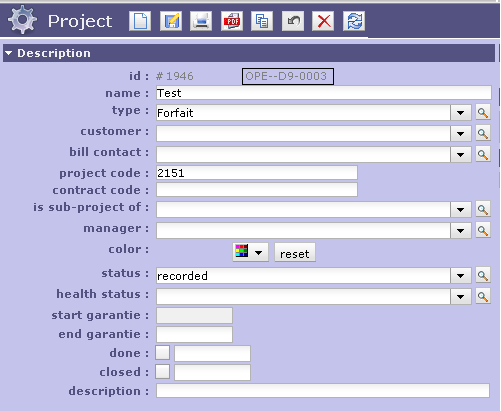 Project
PDF
Description
id : # 1946 OPE--D9-0003
name : Test
type : Forfait
customer :
bill contact :
project code : 2151
contract code :
is sub-project of :
manager :
color : reset
status : recorded
health status :
start garantie :
end garantie :
done :
closed :
description :